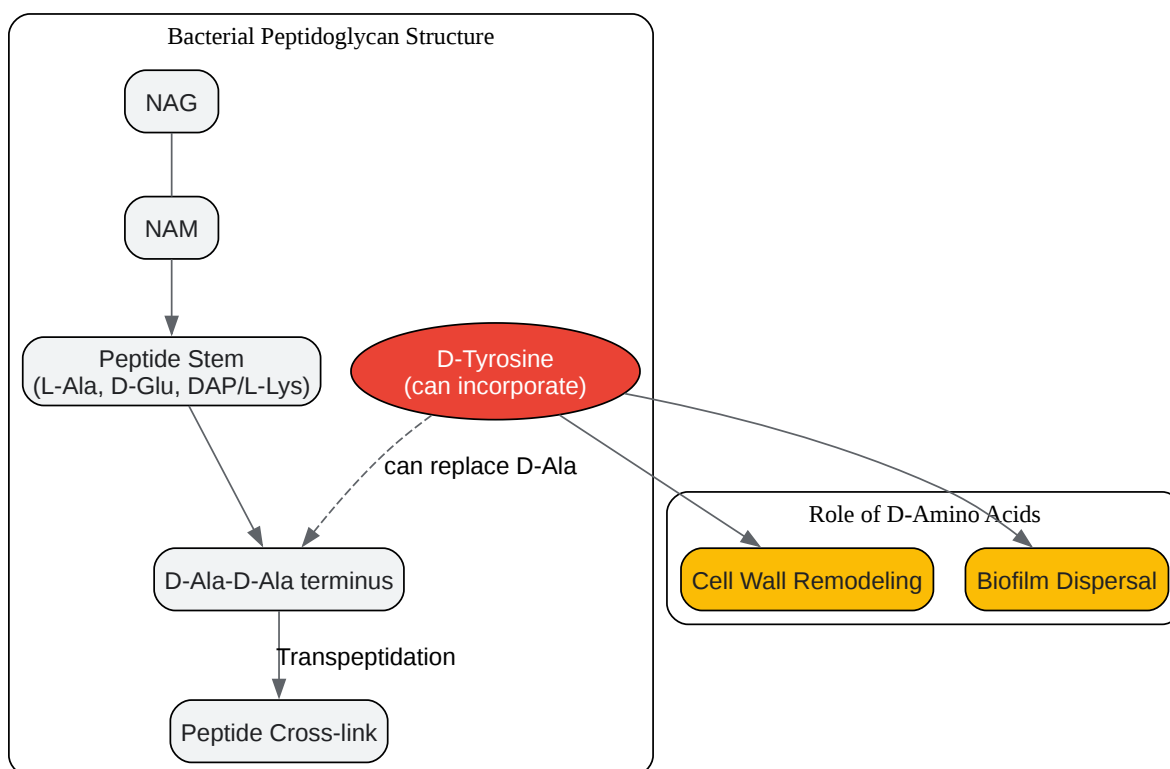 Bacterial Peptidoglycan Structure
NAG
NAM
Peptide Stem
(L-Ala, D-Glu, DAP/L-Lys)
D-Tyrosine
(can incorporate)
can replace D-Ala
Role of D-Amino Acids
D-Ala-D-Ala terminus
Cell Wall Remodeling
Biofilm Dispersal
Transpeptidation
Peptide Cross-link